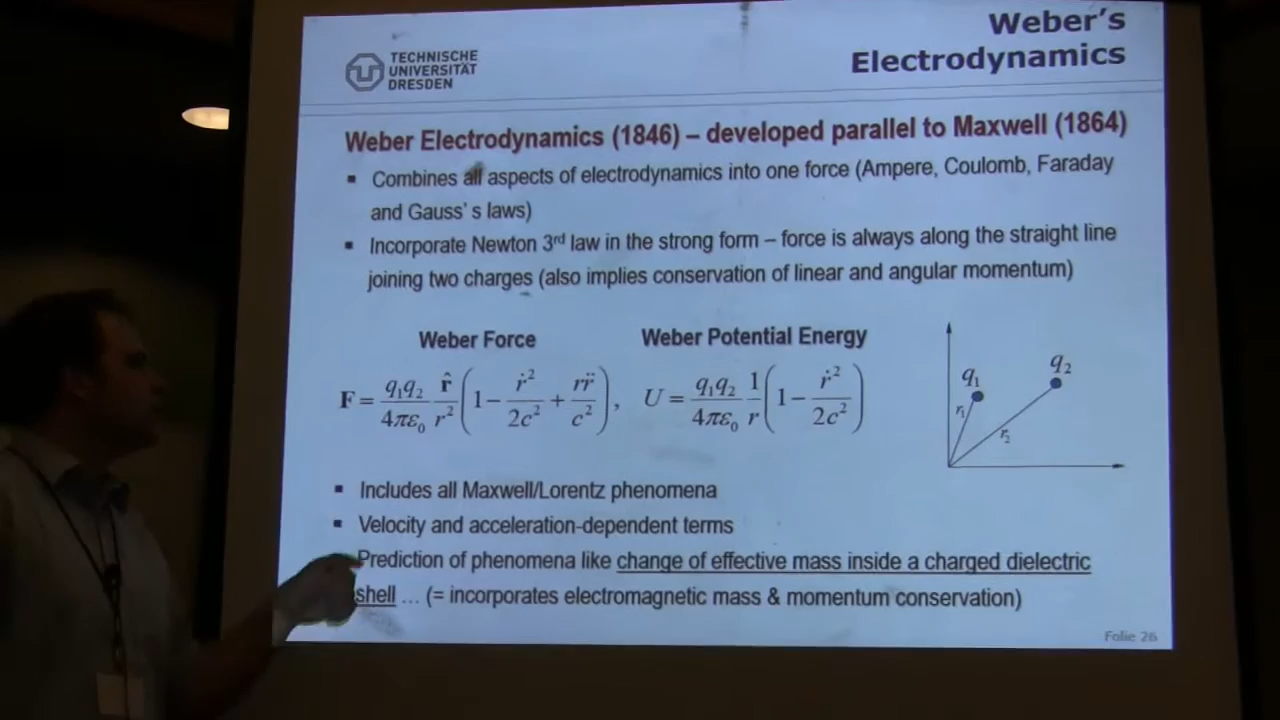 TECHNISCHE
UNIVERSITÄT
DRESDEN
Weber's
Electrodynamics
Weber Electrodynamics (1846) – developed parallel to Maxwell (1864)
▪ Combines all aspects of electrodynamics into one force (Ampere, Coulomb, Faraday
and Gauss's laws)
▪ Incorporate Newton 3rd law in the strong form – force is always along the straight line
joining two charges (also implies conservation of linear and angular momentum)
Weber Force Weber Potential Energy
F = q₁q₂/4πε₀ r̂/r² (1 − ṙ²/2c² + rr̈/c²), U = q₁q₂/4πε₀ 1/r (1 − ṙ²/2c²)
q₁ q₂
r₁ r₂
▪ Includes all Maxwell/Lorentz phenomena
▪ Velocity and acceleration-dependent terms
Prediction of phenomena like change of effective mass inside a charged dielectric
shell ... (= incorporates electromagnetic mass & momentum conservation)
Folie 26